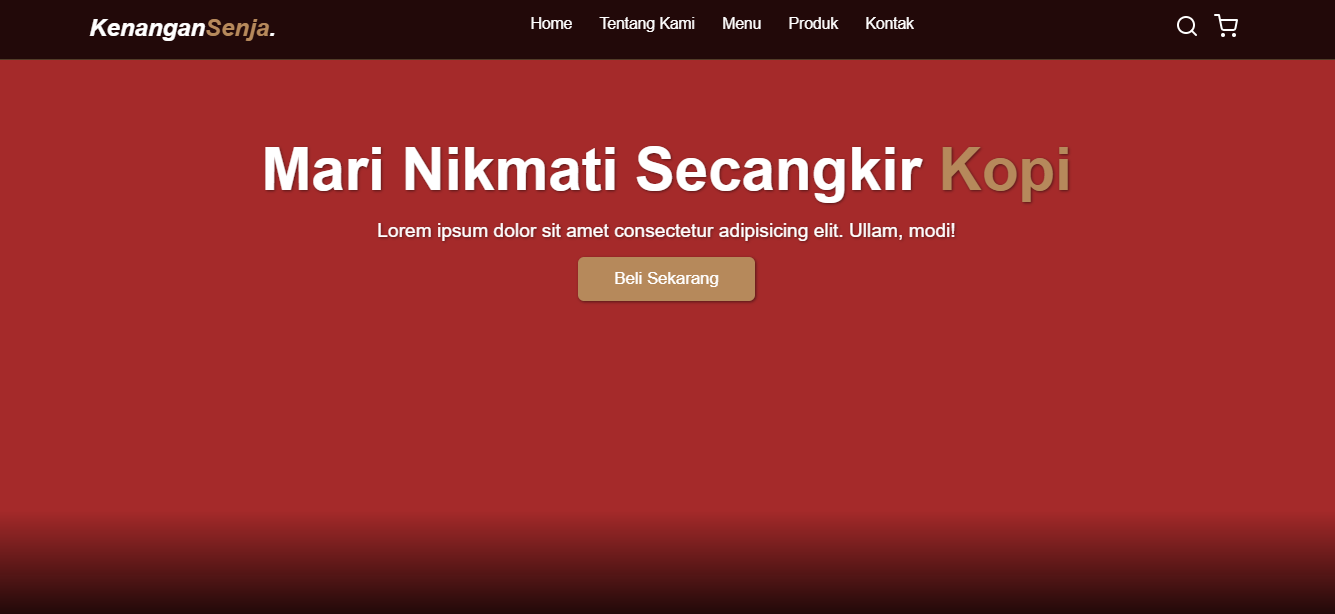 KenanganSenja.
Home Tentang Kami Menu Produk Kontak
Mari Nikmati Secangkir Kopi
Lorem ipsum dolor sit amet consectetur adipisicing elit. Ullam, modi!
Beli Sekarang